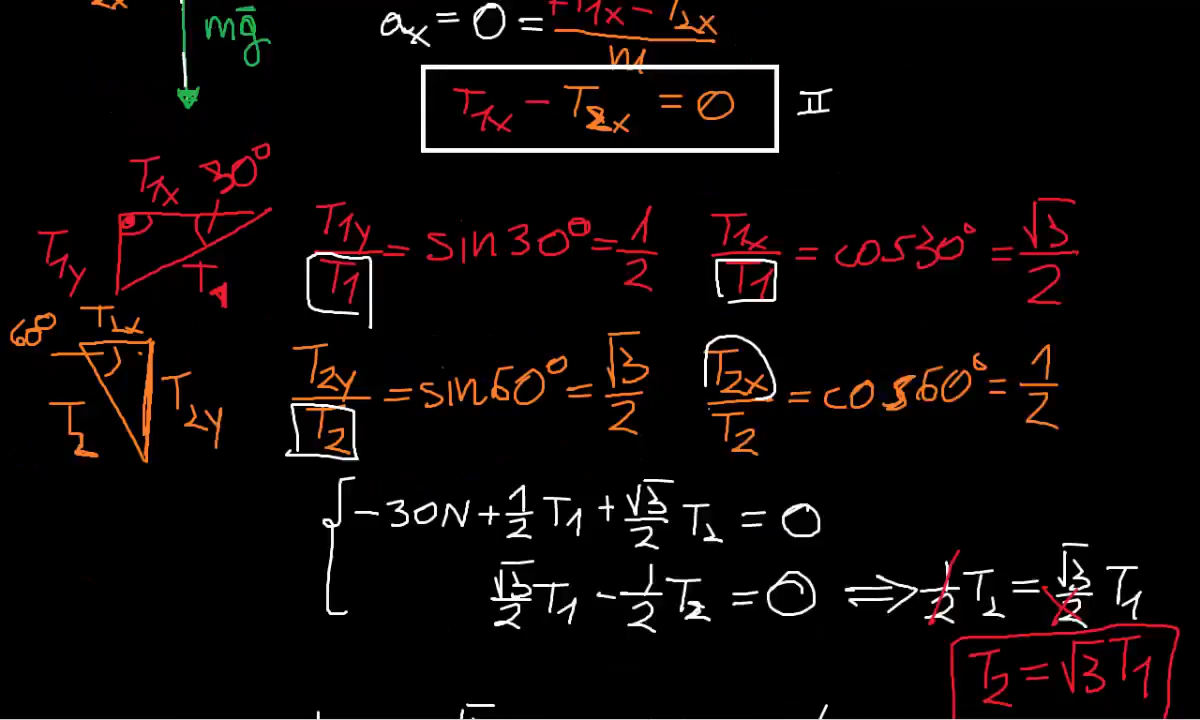 2x
mg̅
aₓ = 0 = (+T1x − T2x)/m
T1x − T2x = 0 II
T1x 30°
T1y
T1
T1y/T1 = sin30° = 1/2 T1x/T1 = cos30° = √3/2
60° T2x
T2 T2y
T2y/T2 = sin60° = √3/2 T2x/T2 = cos60° = 1/2
{ −30N + 1/2 T1 + √3/2 T2 = 0
√3/2 T1 − 1/2 T2 = 0 ⟹ 1/2 T2 = √3/2 T1
T2 = √3 T1